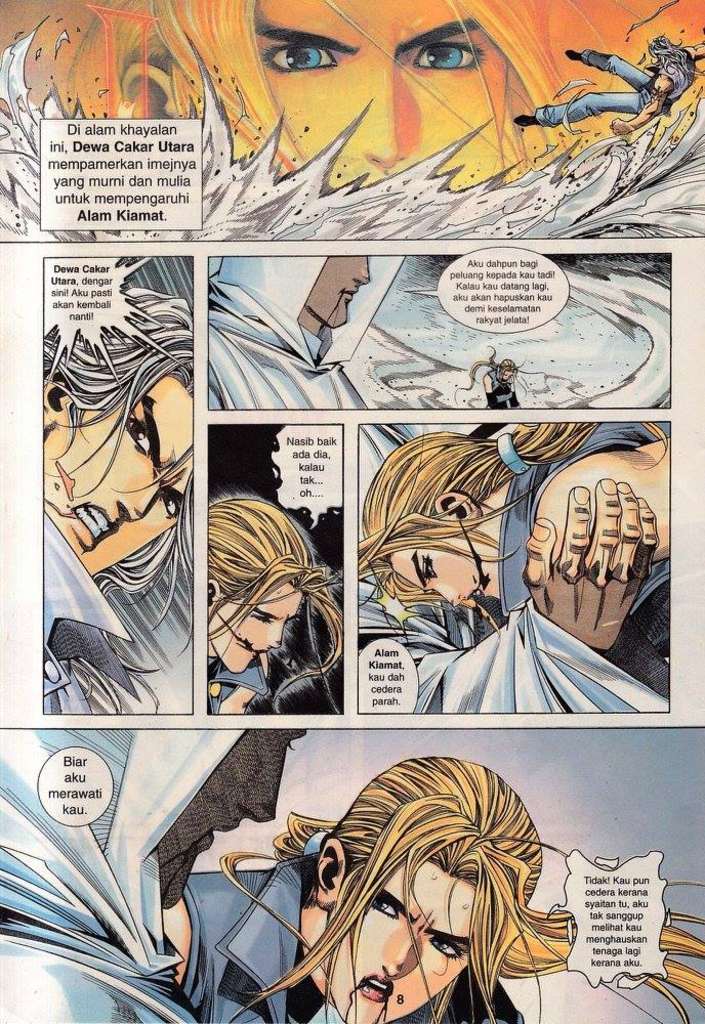 Di alam khayalan
ini, Dewa Cakar Utara
mempamerkan imejnya
yang murni dan mulia
untuk mempengaruhi
Alam Kiamat.
Dewa Cakar
Utara, dengar
sini! Aku pasti
akan kembali
nanti!
Aku dahpun bagi
peluang kepada kau tadi!
Kalau kau datang lagi,
aku akan hapuskan kau
demi keselamatan
rakyat jelata!
Nasib baik
ada dia,
kalau
tak...
oh....
Alam
Kiamat,
kau dah
cedera
parah.
Biar
aku
merawati
kau.
Tidak! Kau pun
cedera kerana
syaitan tu, aku
tak sanggup
melihat kau
menghauskan
tenaga lagi
kerana aku.
8